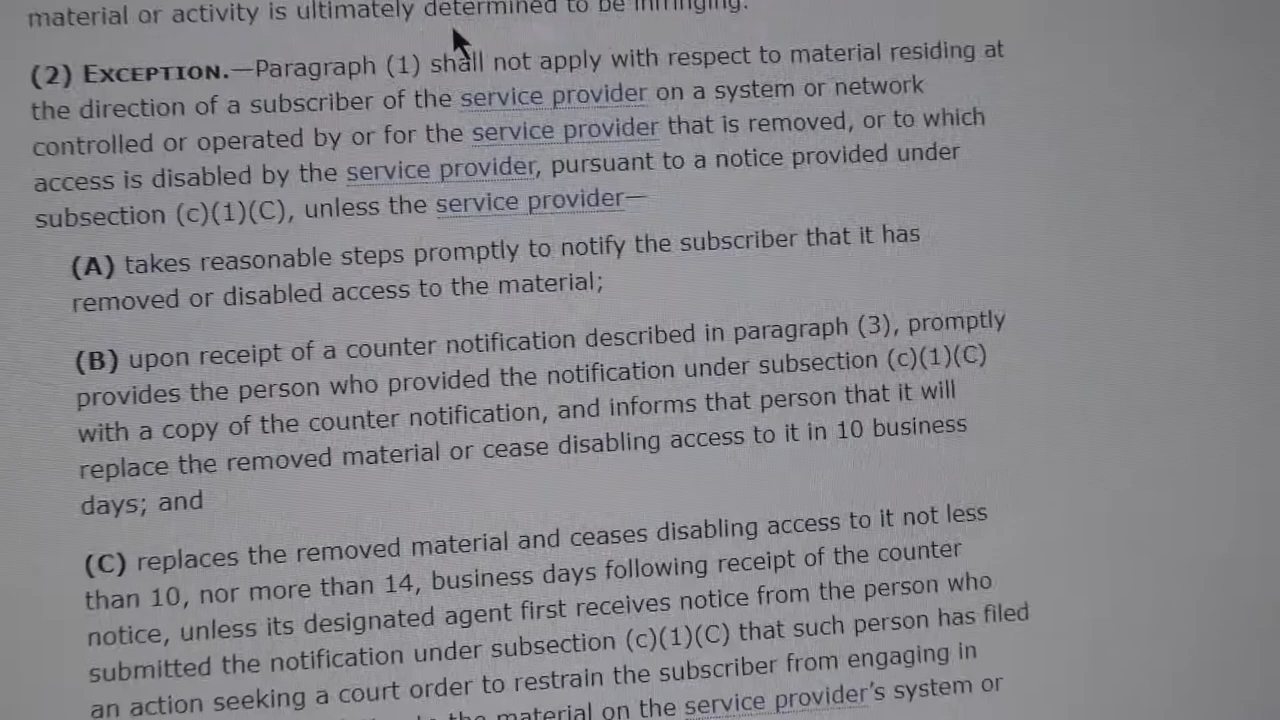 material or activity is ultimately determined to be infringing.
(2) EXCEPTION.—Paragraph (1) shall not apply with respect to material residing at
the direction of a subscriber of the service provider on a system or network
controlled or operated by or for the service provider that is removed, or to which
access is disabled by the service provider, pursuant to a notice provided under
subsection (c)(1)(C), unless the service provider—
(A) takes reasonable steps promptly to notify the subscriber that it has
removed or disabled access to the material;
(B) upon receipt of a counter notification described in paragraph (3), promptly
provides the person who provided the notification under subsection (c)(1)(C)
with a copy of the counter notification, and informs that person that it will
replace the removed material or cease disabling access to it in 10 business
days; and
(C) replaces the removed material and ceases disabling access to it not less
than 10, nor more than 14, business days following receipt of the counter
notice, unless its designated agent first receives notice from the person who
submitted the notification under subsection (c)(1)(C) that such person has filed
an action seeking a court order to restrain the subscriber from engaging in
the material on the service provider's system or